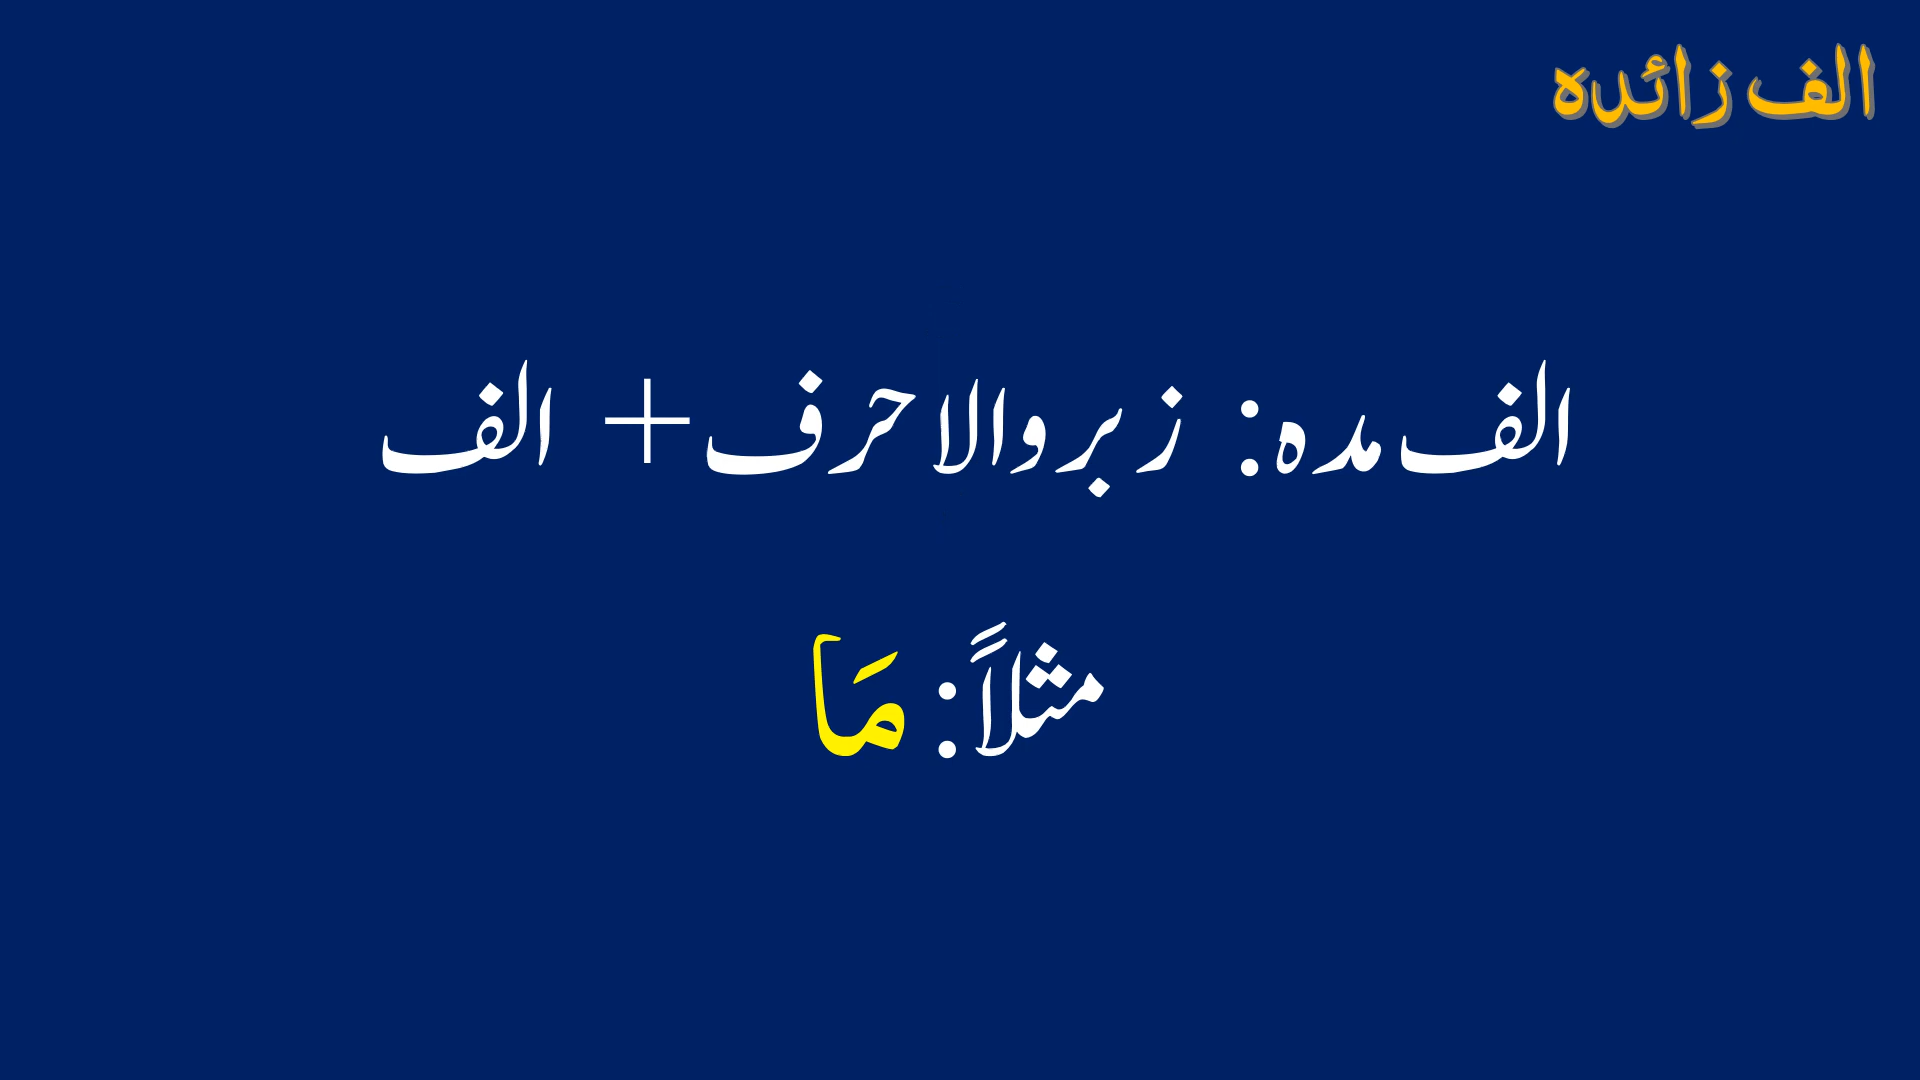 الف زائدہ
الف مدہ: زبر والا حرف + الف
مثلاً: مَا